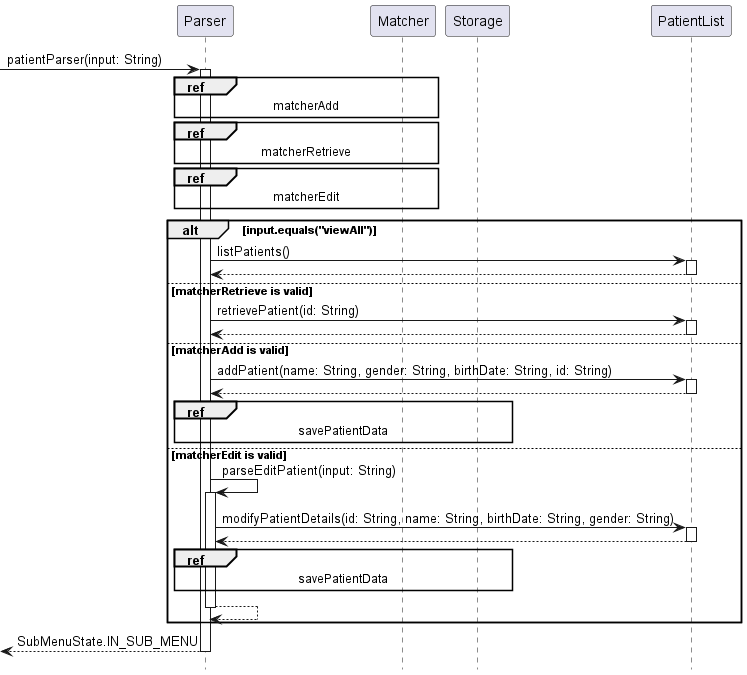 Parser Matcher Storage PatientList
patientParser(input: String)
ref
matcherAdd
ref
matcherRetrieve
ref
matcherEdit
alt [input.equals("viewAll")]
listPatients()
[matcherRetrieve is valid]
retrievePatient(id: String)
[matcherAdd is valid]
addPatient(name: String, gender: String, birthDate: String, id: String)
ref
savePatientData
[matcherEdit is valid]
parseEditPatient(input: String)
modifyPatientDetails(id: String, name: String, birthDate: String, gender: String)
ref
savePatientData
SubMenuState.IN_SUB_MENU